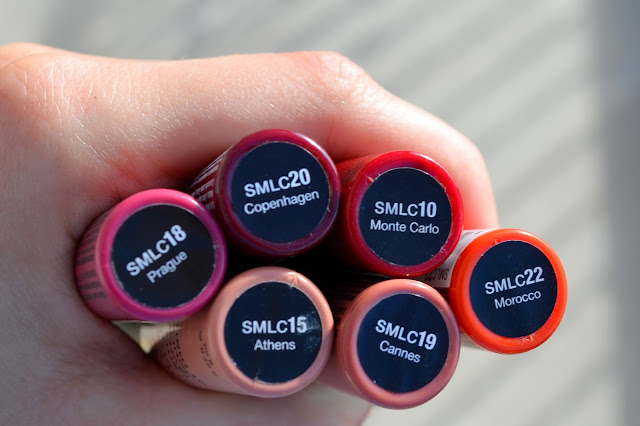 SMLC20
Copenhagen
SMLC10
Monte Carlo
SMLC18
Prague
SMLC22
Morocco
SMLC15
Athens
SMLC19
Cannes